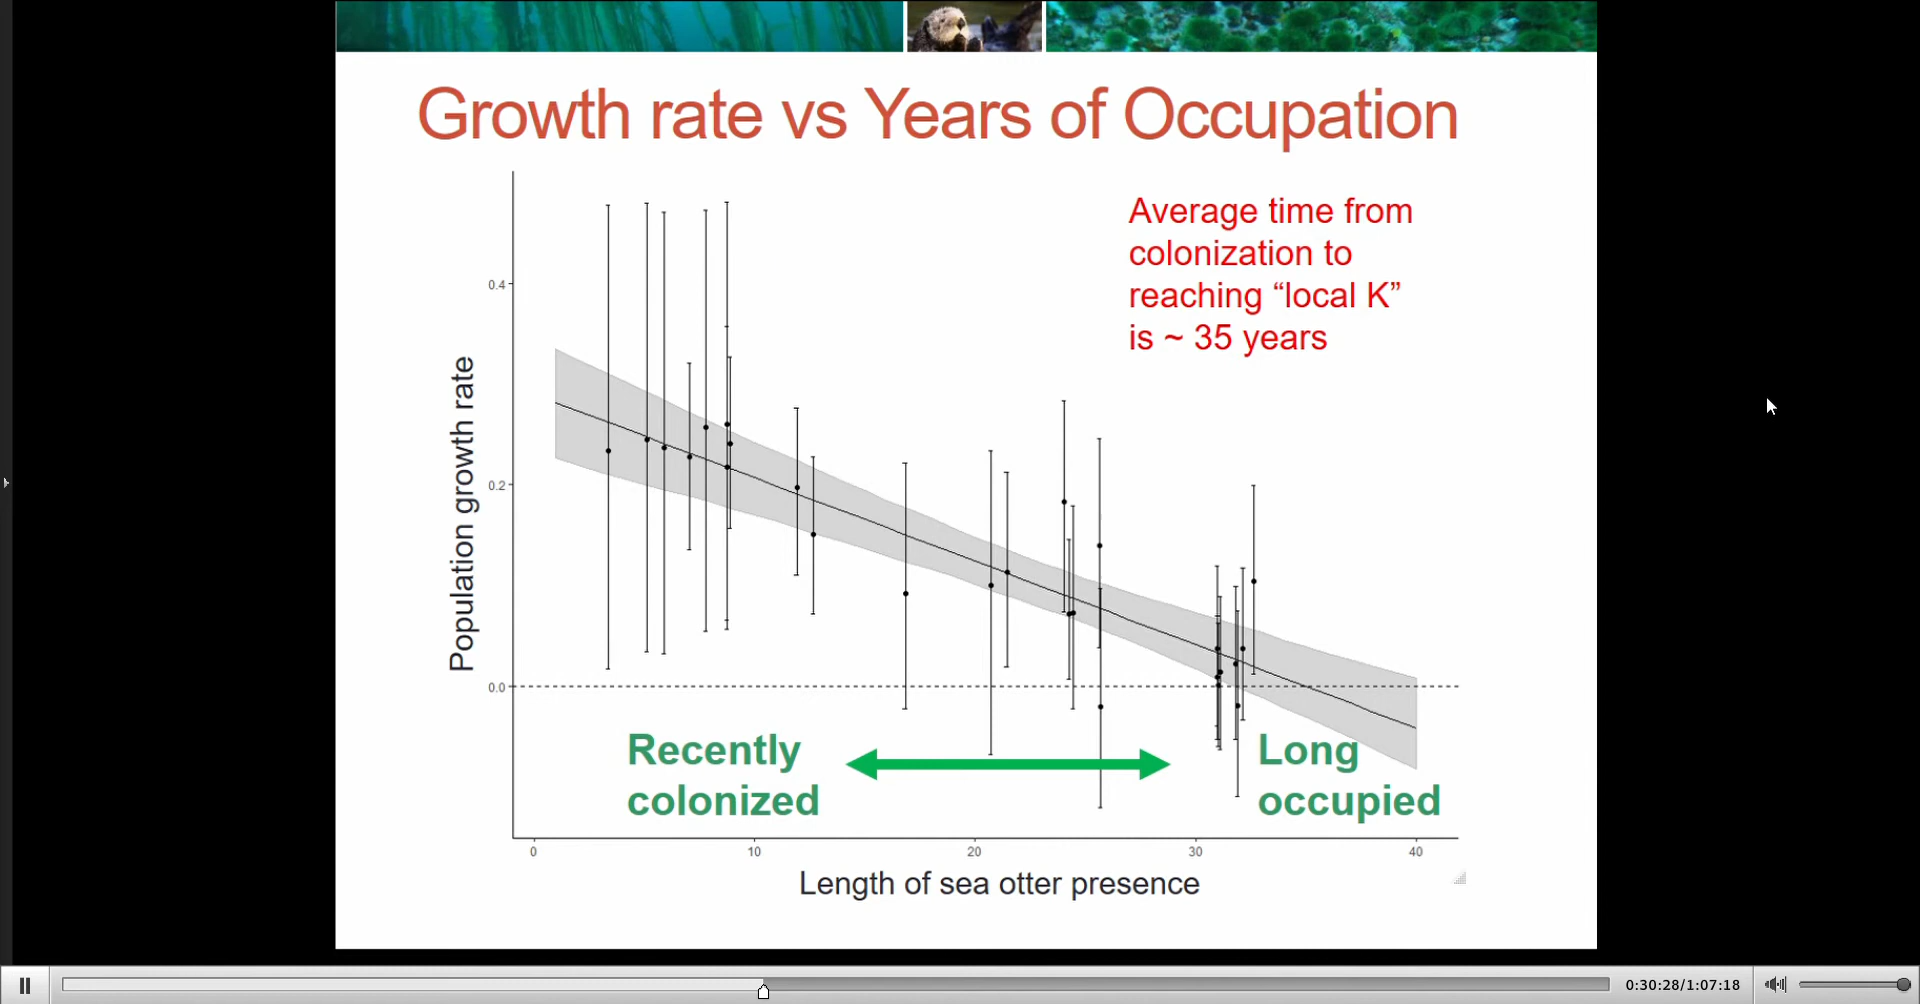 Growth rate vs Years of Occupation
Average time from
colonization to
reaching “local K”
is ~ 35 years
Population growth rate
0.4
0.2
0.0
Recently
colonized
Long
occupied
0
10
20
30
40
Length of sea otter presence
0:30:28/1:07:18